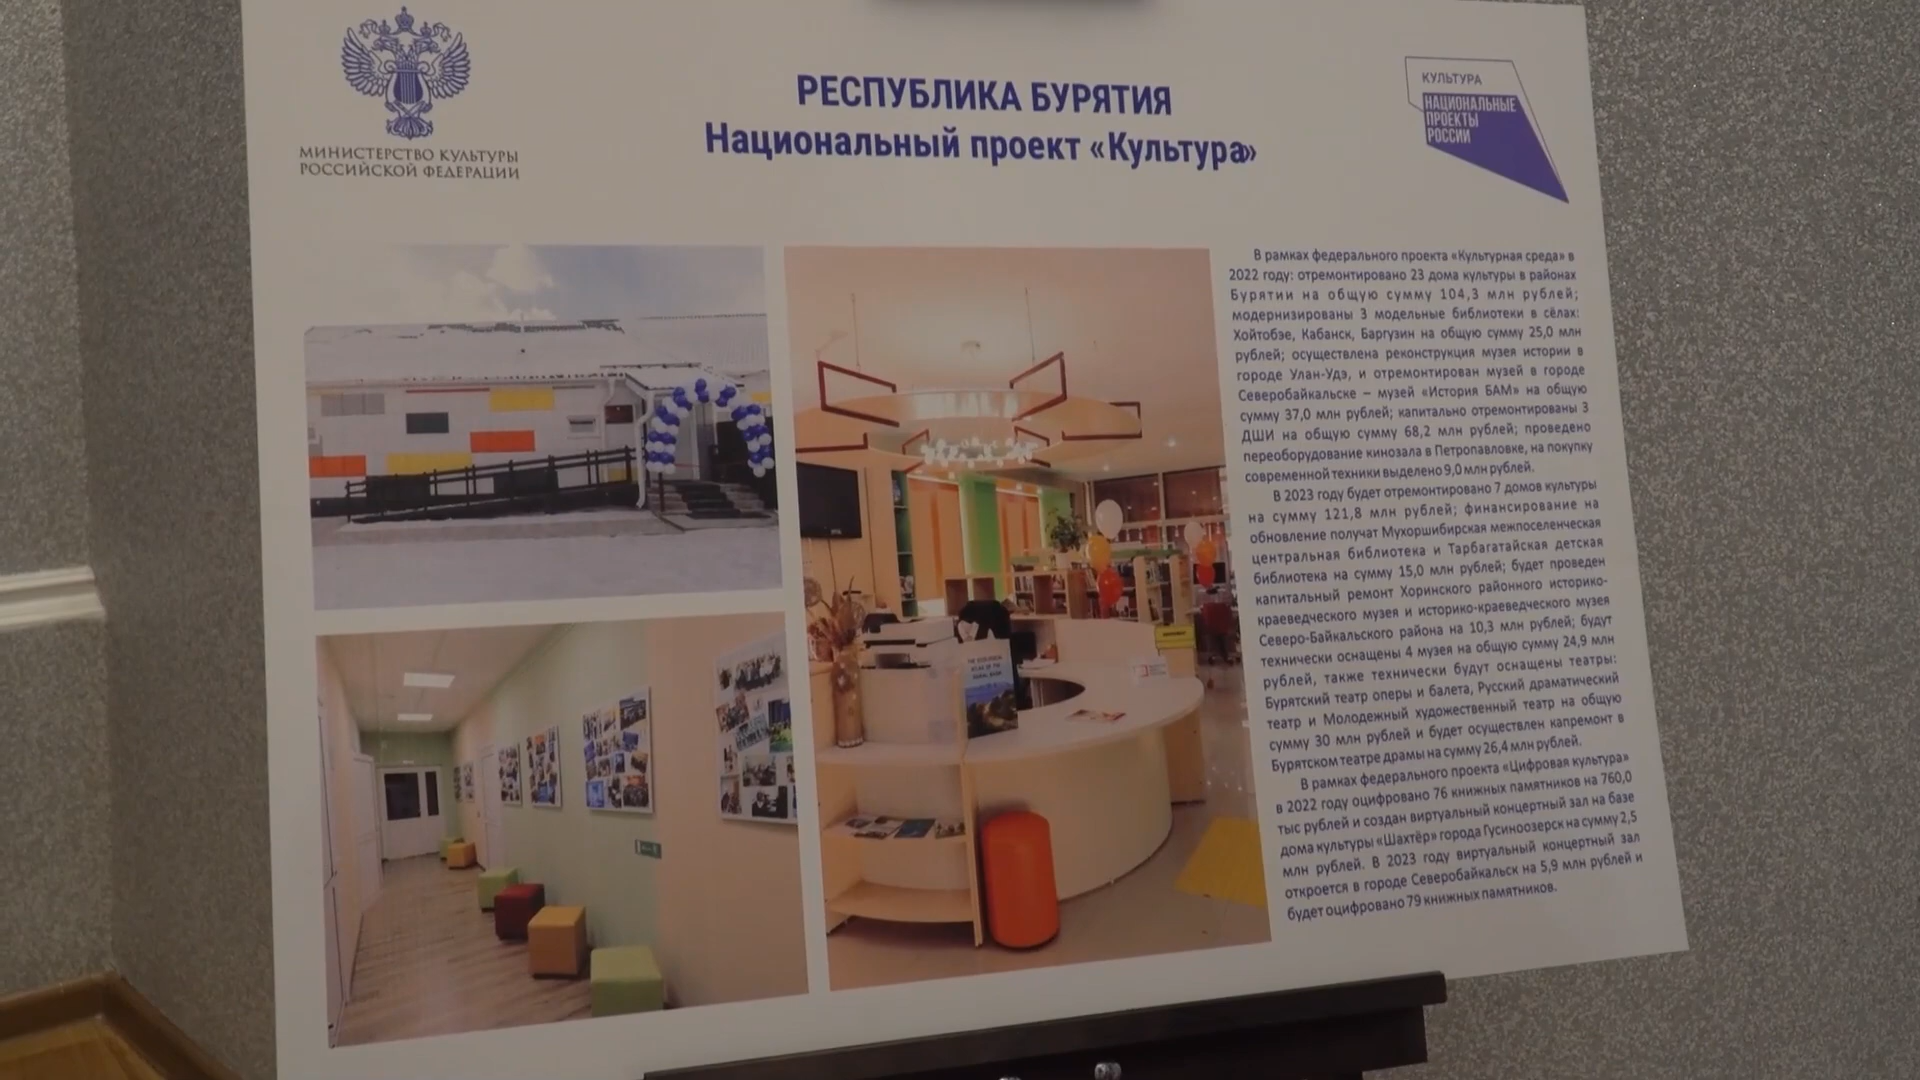 МИНИСТЕРСТВО КУЛЬТУРЫ
РОССИЙСКОЙ ФЕДЕРАЦИИ
РЕСПУБЛИКА БУРЯТИЯ
Национальный проект «Культура»
КУЛЬТУРА
НАЦИОНАЛЬНЫЕ
ПРОЕКТЫ
РОССИИ
В рамках федерального проекта «Культурная среда» в
2022 году: отремонтировано 23 дома культуры в районах
Бурятии на общую сумму 104,3 млн рублей;
модернизированы 3 модельные библиотеки в сёлах:
Хойтобэе, Кабанск, Баргузин на общую сумму 25,0 млн
рублей; осуществлена реконструкция музея истории в
городе Улан-Удэ, и отремонтирован музей в городе
Северобайкальске – музей «История БАМ» на общую
сумму 37,0 млн рублей; капитально отремонтированы 3
ДШИ на общую сумму 68,2 млн рублей; проведено
переоборудование кинозала в Петропавловке, на покупку
современной техники выделено 9,0 млн рублей.
В 2023 году будет отремонтировано 7 домов культуры
на сумму 121,8 млн рублей; финансирование на
обновление получат Мухоршибирская межпоселенческая
центральная библиотека и Тарбагатайская детская
библиотека на сумму 15,0 млн рублей; будет проведен
капитальный ремонт Хоринского районного историко-
краеведческого музея и историко-краеведческого музея
Северо-Байкальского района на 10,3 млн рублей; будут
технически оснащены 4 музея на общую сумму 24,9 млн
рублей, также технически будут оснащены театры:
Бурятский театр оперы и балета, Русский драматический
театр и Молодежный художественный театр на общую
сумму 30 млн рублей и будет осуществлен капремонт в
Бурятском театре драмы на сумму 26,4 млн рублей.
В рамках федерального проекта «Цифровая культура»
в 2022 году оцифровано 76 книжных памятников на 760,0
тыс рублей и создан виртуальный концертный зал на базе
дома культуры «Шахтёр» города Гусиноозерск на сумму 2,5
млн рублей. В 2023 году виртуальный концертный зал
откроется в городе Северобайкальск на 5,9 млн рублей и
будет оцифровано 79 книжных памятников.